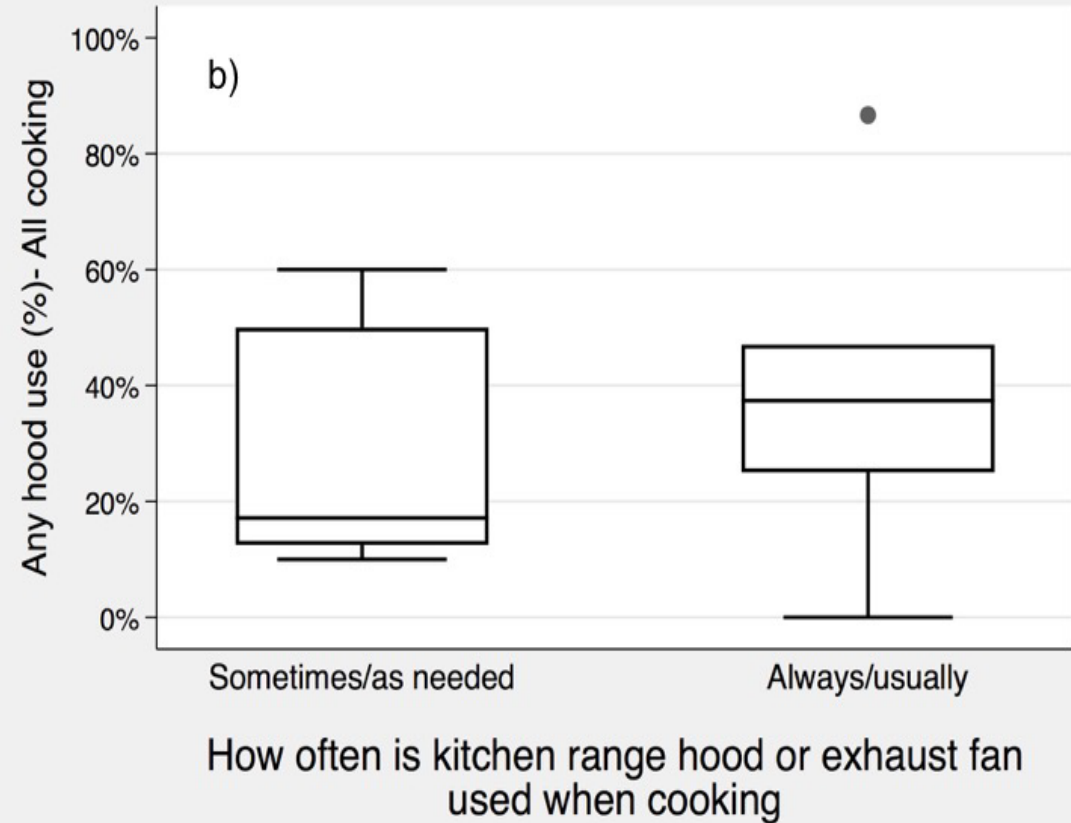 Any hood use (%)- All cooking
100%
80%
60%
40%
20%
0%
b)
Sometimes/as needed
Always/usually
How often is kitchen range hood or exhaust fan
used when cooking